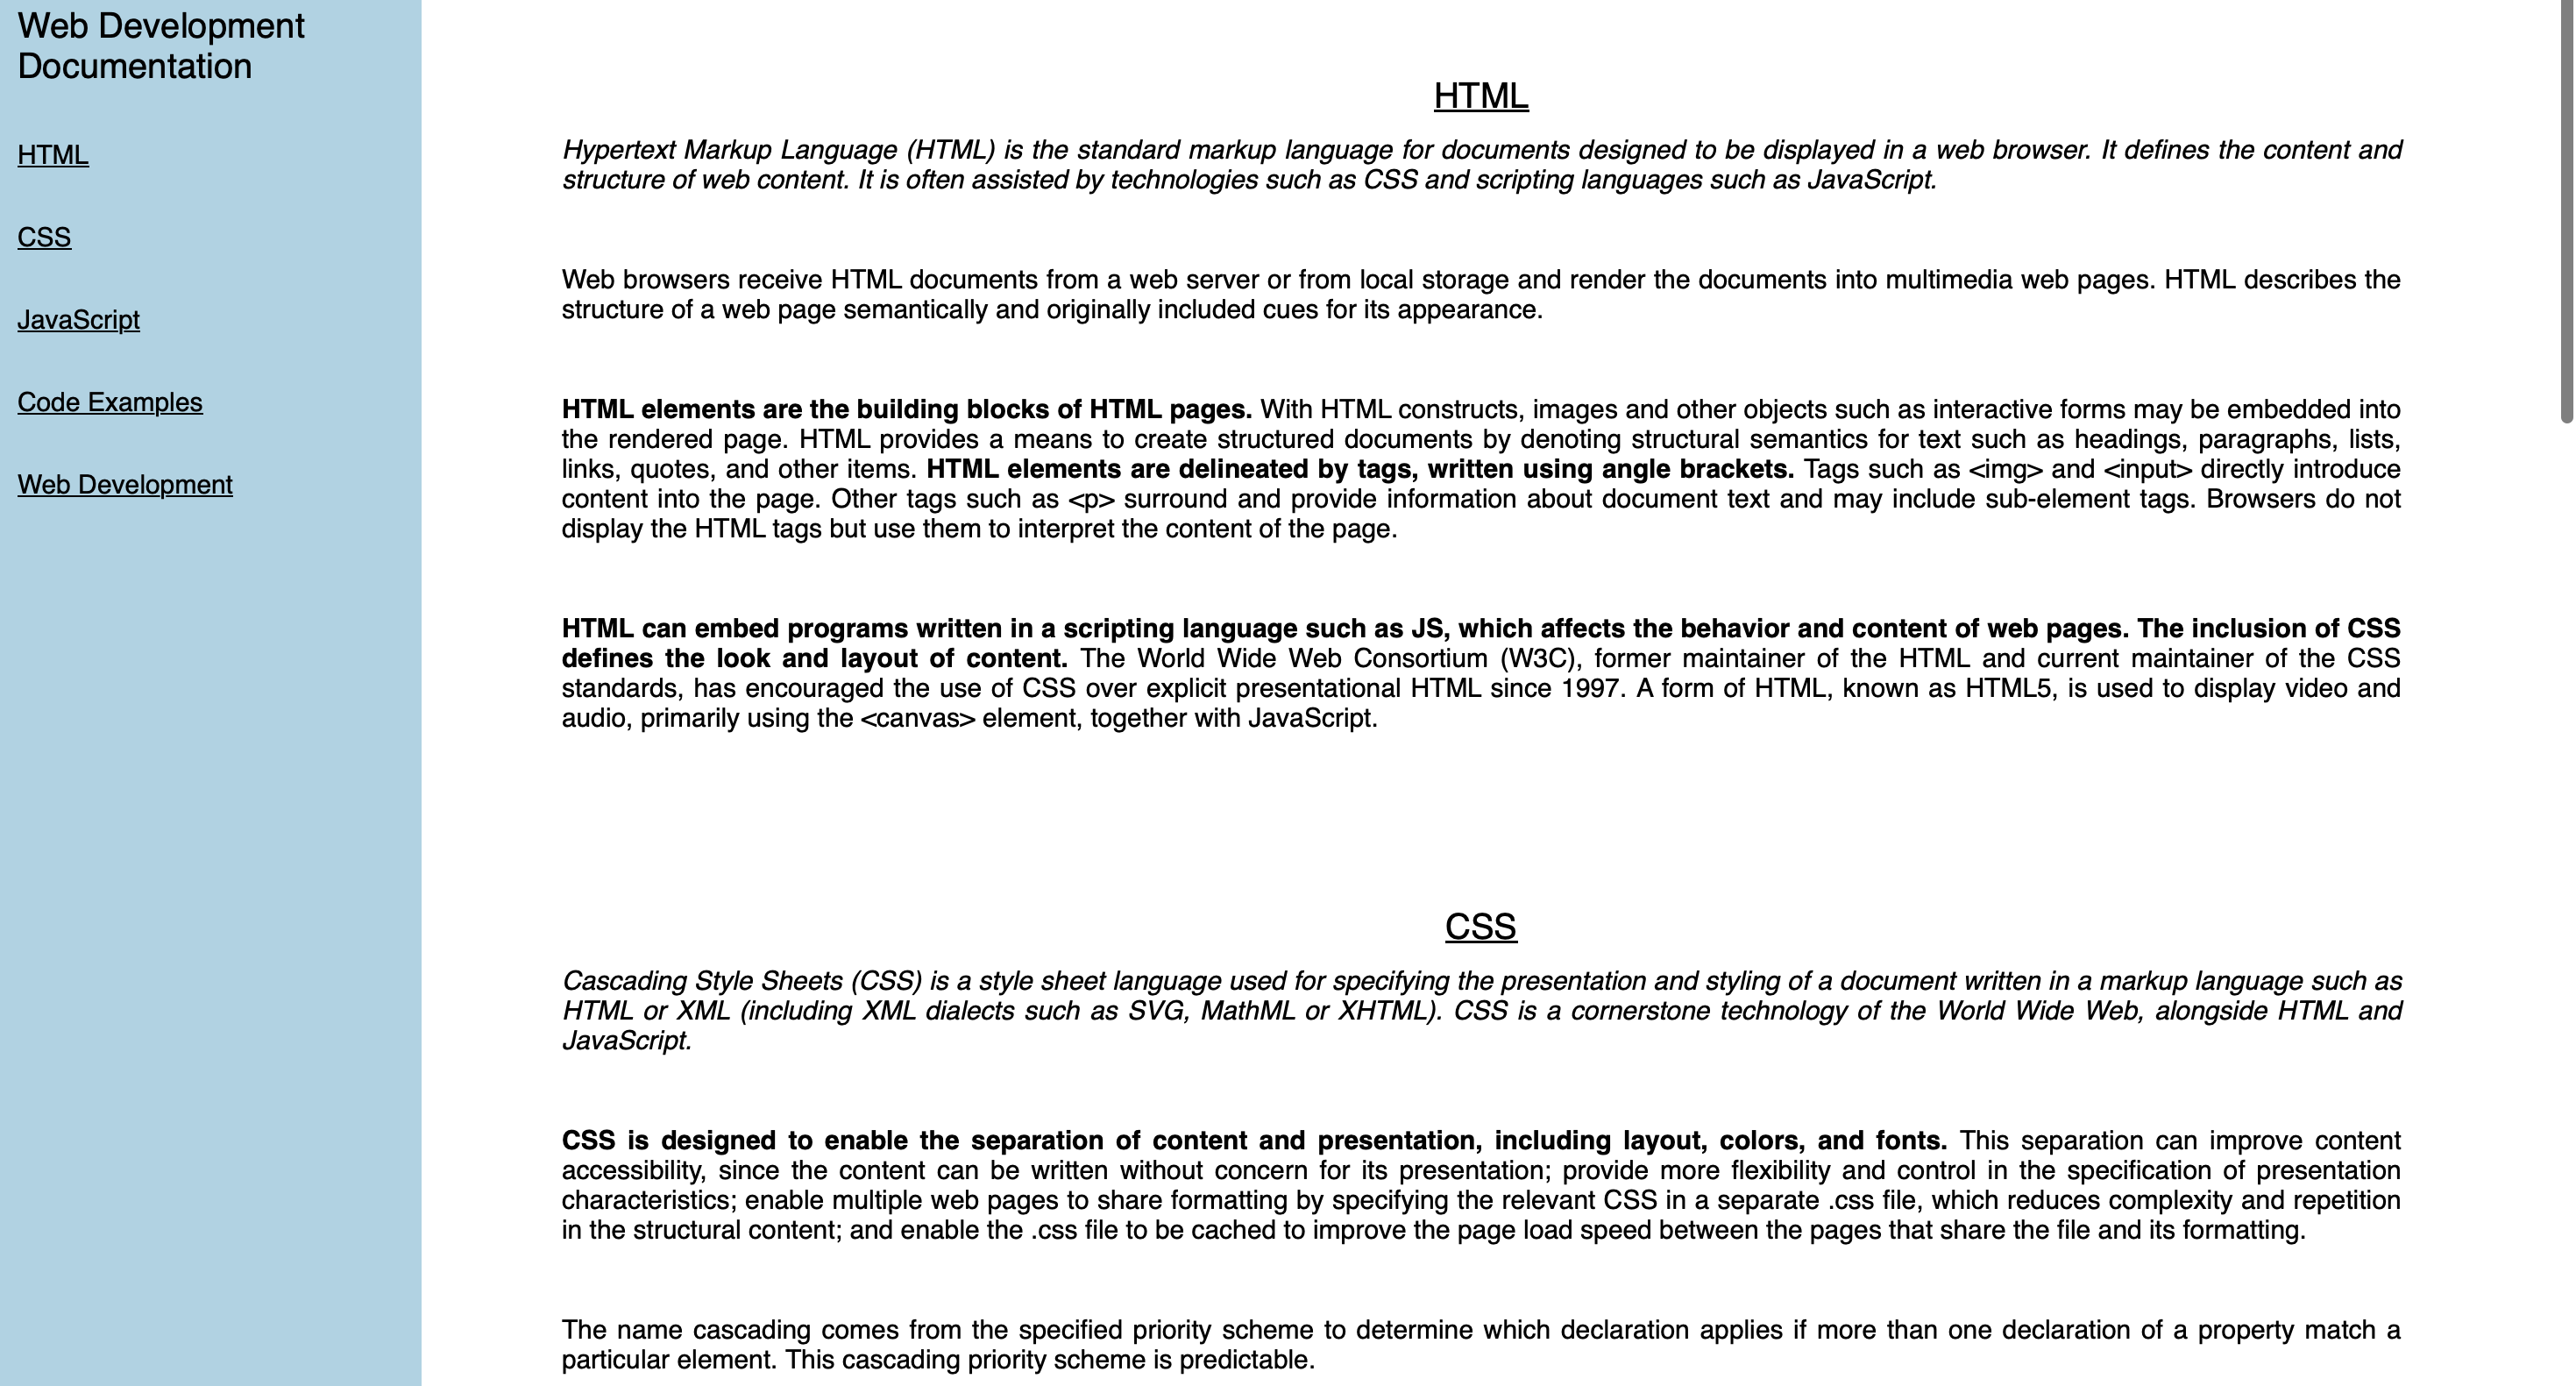 Web Development
Documentation
HTML
CSS
JavaScript
Code Examples
Web Development
HTML
Hypertext Markup Language (HTML) is the standard markup language for documents designed to be displayed in a web browser. It defines the content and
structure of web content. It is often assisted by technologies such as CSS and scripting languages such as JavaScript.
Web browsers receive HTML documents from a web server or from local storage and render the documents into multimedia web pages. HTML describes the
structure of a web page semantically and originally included cues for its appearance.
HTML elements are the building blocks of HTML pages. With HTML constructs, images and other objects such as interactive forms may be embedded into
the rendered page. HTML provides a means to create structured documents by denoting structural semantics for text such as headings, paragraphs, lists,
links, quotes, and other items. HTML elements are delineated by tags, written using angle brackets. Tags such as <img> and <input> directly introduce
content into the page. Other tags such as <p> surround and provide information about document text and may include sub-element tags. Browsers do not
display the HTML tags but use them to interpret the content of the page.
HTML can embed programs written in a scripting language such as JS, which affects the behavior and content of web pages. The inclusion of CSS
defines the look and layout of content. The World Wide Web Consortium (W3C), former maintainer of the HTML and current maintainer of the CSS
standards, has encouraged the use of CSS over explicit presentational HTML since 1997. A form of HTML, known as HTML5, is used to display video and
audio, primarily using the <canvas> element, together with JavaScript.
CSS
Cascading Style Sheets (CSS) is a style sheet language used for specifying the presentation and styling of a document written in a markup language such as
HTML or XML (including XML dialects such as SVG, MathML or XHTML). CSS is a cornerstone technology of the World Wide Web, alongside HTML and
JavaScript.
CSS is designed to enable the separation of content and presentation, including layout, colors, and fonts. This separation can improve content
accessibility, since the content can be written without concern for its presentation; provide more flexibility and control in the specification of presentation
characteristics; enable multiple web pages to share formatting by specifying the relevant CSS in a separate .css file, which reduces complexity and repetition
in the structural content; and enable the .css file to be cached to improve the page load speed between the pages that share the file and its formatting.
The name cascading comes from the specified priority scheme to determine which declaration applies if more than one declaration of a property match a
particular element. This cascading priority scheme is predictable.